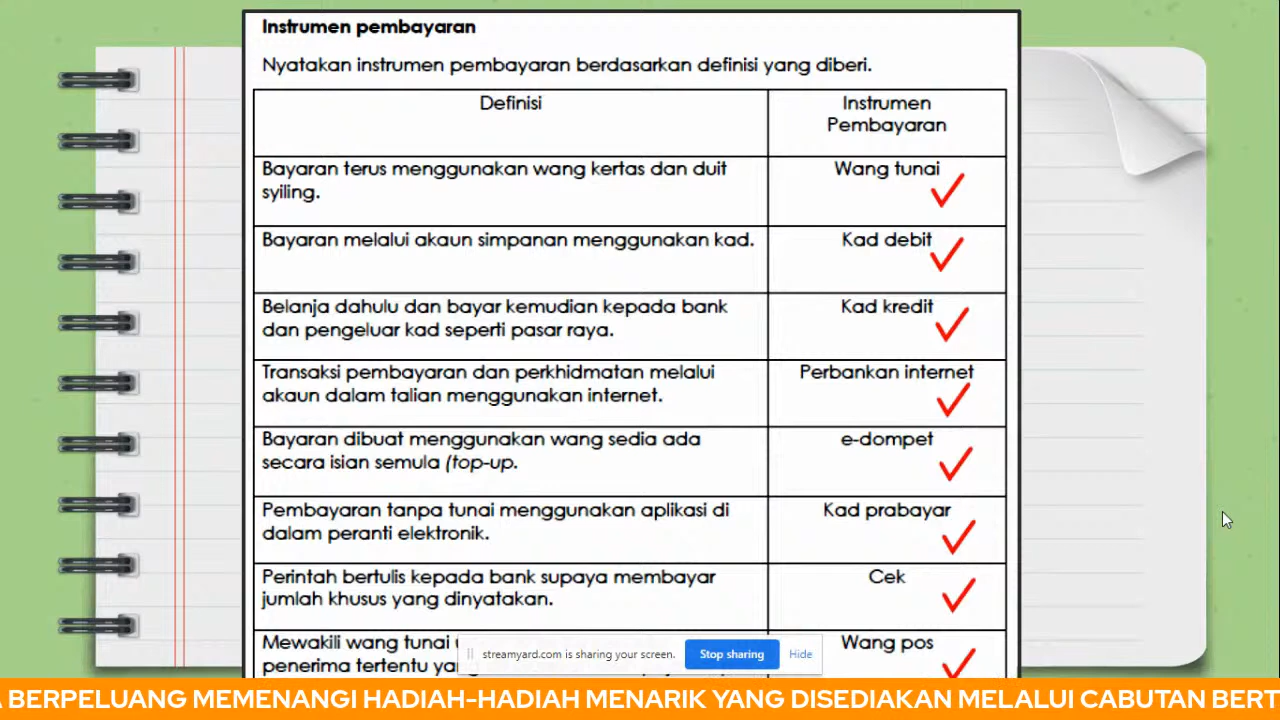 Instrumen pembayaran
Nyatakan instrumen pembayaran berdasarkan definisi yang diberi.
Definisi
Instrumen
Pembayaran
Bayaran terus menggunakan wang kertas dan duit
syiling.
Wang tunai
Bayaran melalui akaun simpanan menggunakan kad.
Kad debit
Belanja dahulu dan bayar kemudian kepada bank
dan pengeluar kad seperti pasar raya.
Kad kredit
Transaksi pembayaran dan perkhidmatan melalui
akaun dalam talian menggunakan internet.
Perbankan internet
Bayaran dibuat menggunakan wang sedia ada
secara isian semula (top-up.
e-dompet
Pembayaran tanpa tunai menggunakan aplikasi di
dalam peranti elektronik.
Kad prabayar
Perintah bertulis kepada bank supaya membayar
jumlah khusus yang dinyatakan.
Cek
Mewakili wang tunai
penerima tertentu
Wang pos
streamyard.com is sharing your screen.
Stop sharing
Hide
A BERPELUANG MEMENANGI HADIAH-HADIAH MENARIK YANG DISEDIAKAN MELALUI CABUTAN BERT